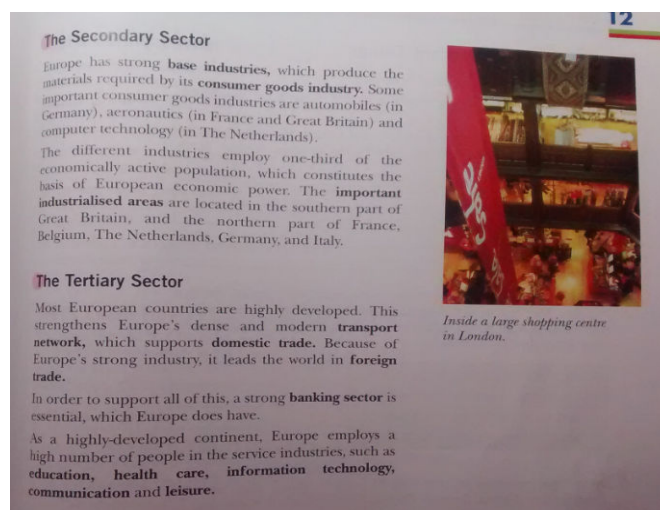 12
The Secondary Sector
Europe has strong base industries, which produce the
materials required by its consumer goods industry. Some
important consumer goods industries are automobiles (in
Germany), aeronautics (in France and Great Britain) and
computer technology (in The Netherlands).
The different industries employ one-third of the
economically active population, which constitutes the
basis of European economic power. The important
industrialised areas are located in the southern part of
Great Britain, and the northern part of France,
Belgium, The Netherlands, Germany, and Italy.
The Tertiary Sector
Most European countries are highly developed. This
strengthens Europe's dense and modern transport
network, which supports domestic trade. Because of
Europe's strong industry, it leads the world in foreign
trade.
In order to support all of this, a strong banking sector is
essential, which Europe does have.
As a highly-developed continent, Europe employs a
high number of people in the service industries, such as
education, health care, information technology,
communication and leisure.
Inside a large shopping centre
in London.